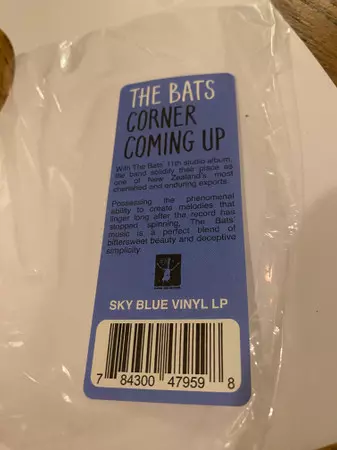 THE BATS
CORNER
COMING UP
With The Bats' 11th studio album,
the band solidify their place as
one of New Zealand's most
cherished and enduring exports.
Possessing the phenomenal
ability to create melodies that
linger long after the record has
stopped spinning, The Bats'
music is a perfect blend of
bittersweet beauty and deceptive
simplicity.
SKY BLUE VINYL LP
7 84300 47959 8